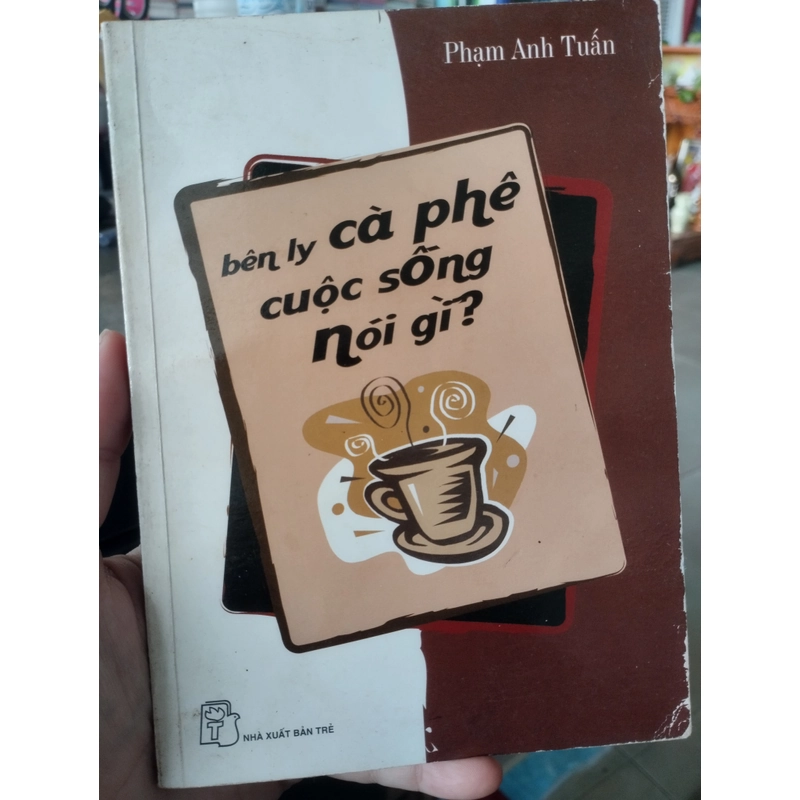 Phạm Anh Tuấn
bên ly cà phê
cuộc sống
nói gì?
NHÀ XUẤT BẢN TRẺ